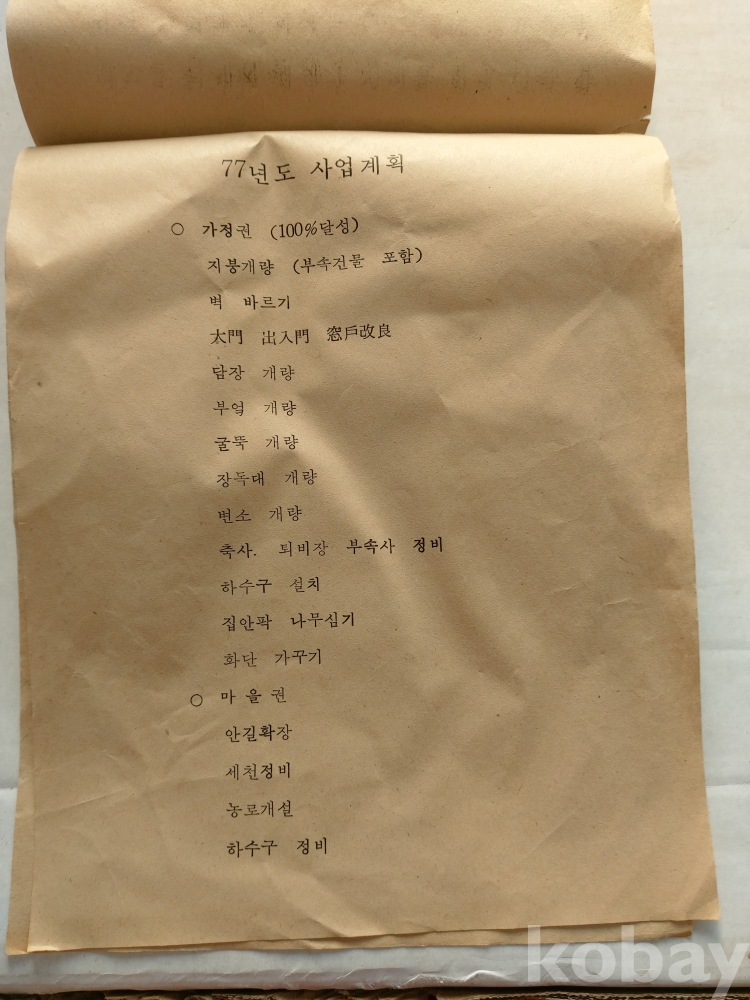 77년도 사업계획
○ 가정권 (100%달성)
지붕개량 (부속건물 포함)
벽 바르기
太門 出入門 窓戶改良
담장 개량
부엌 개량
굴뚝 개량
장독대 개량
변소 개량
축사. 퇴비장 부속사 정비
하수구 설치
집안팍 나무심기
화단 가꾸기
○ 마을권
안길확장
세천정비
농로개설
하수구 정비
kobay